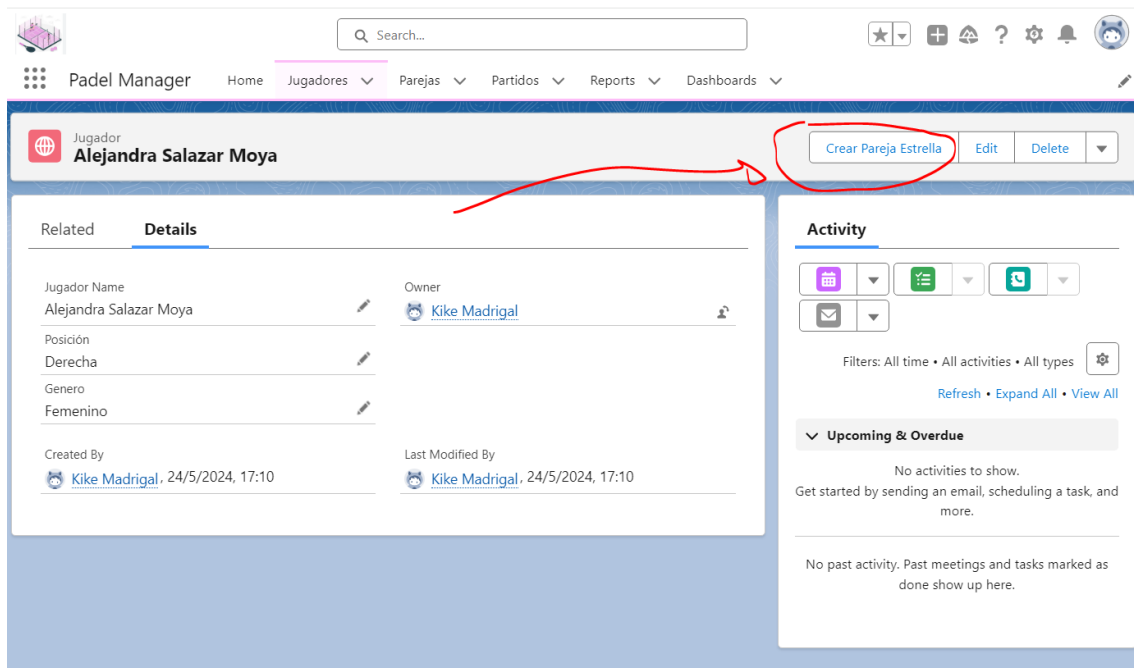 Search...
Padel Manager
Home
Jugadores
Parejas
Partidos
Reports
Dashboards
Jugador
Alejandra Salazar Moya
Crear Pareja Estrella
Edit
Delete
Related
Details
Activity
Jugador Name
Alejandra Salazar Moya
Owner
Kike Madrigal
Posición
Derecha
Genero
Femenino
Created By
Kike Madrigal, 24/5/2024, 17:10
Last Modified By
Kike Madrigal, 24/5/2024, 17:10
Filters: All time • All activities • All types
Refresh • Expand All • View All
Upcoming & Overdue
No activities to show.
Get started by sending an email, scheduling a task, and
more.
No past activity. Past meetings and tasks marked as
done show up here.